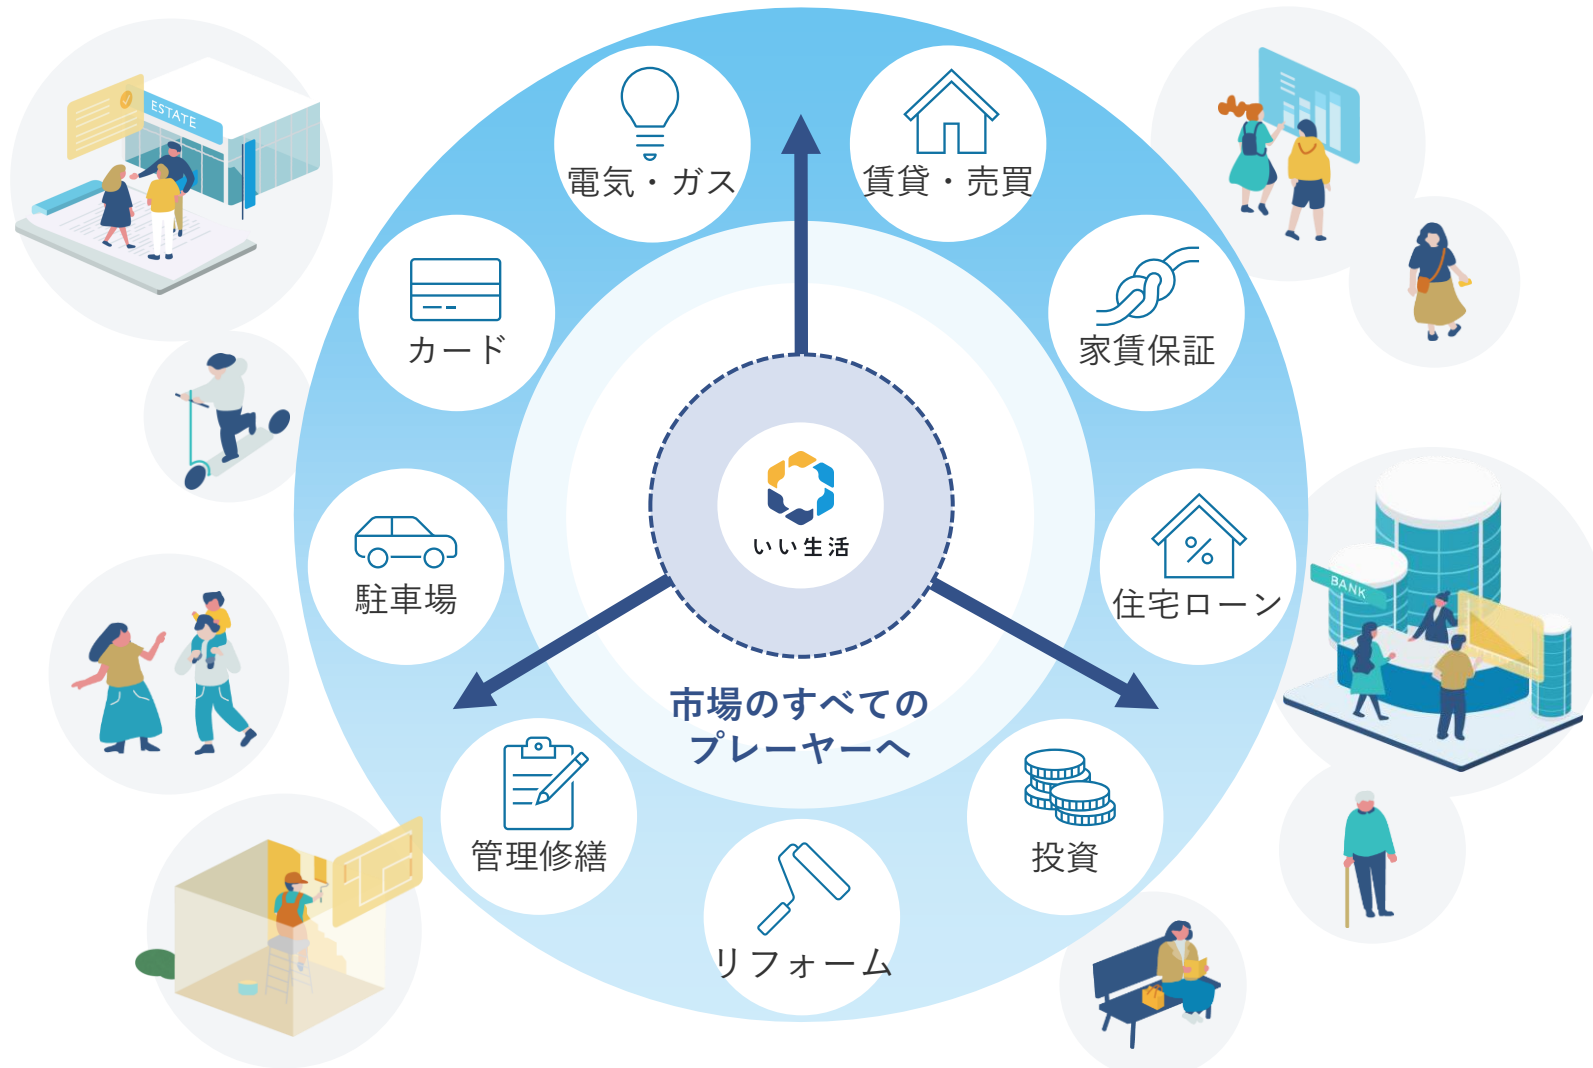 ESTATE
電気・ガス
賃貸・売買
カード
家賃保証
いい生活
駐車場
住宅ローン
BANK
市場のすべての
プレーヤーへ
管理修繕
投資
リフォーム